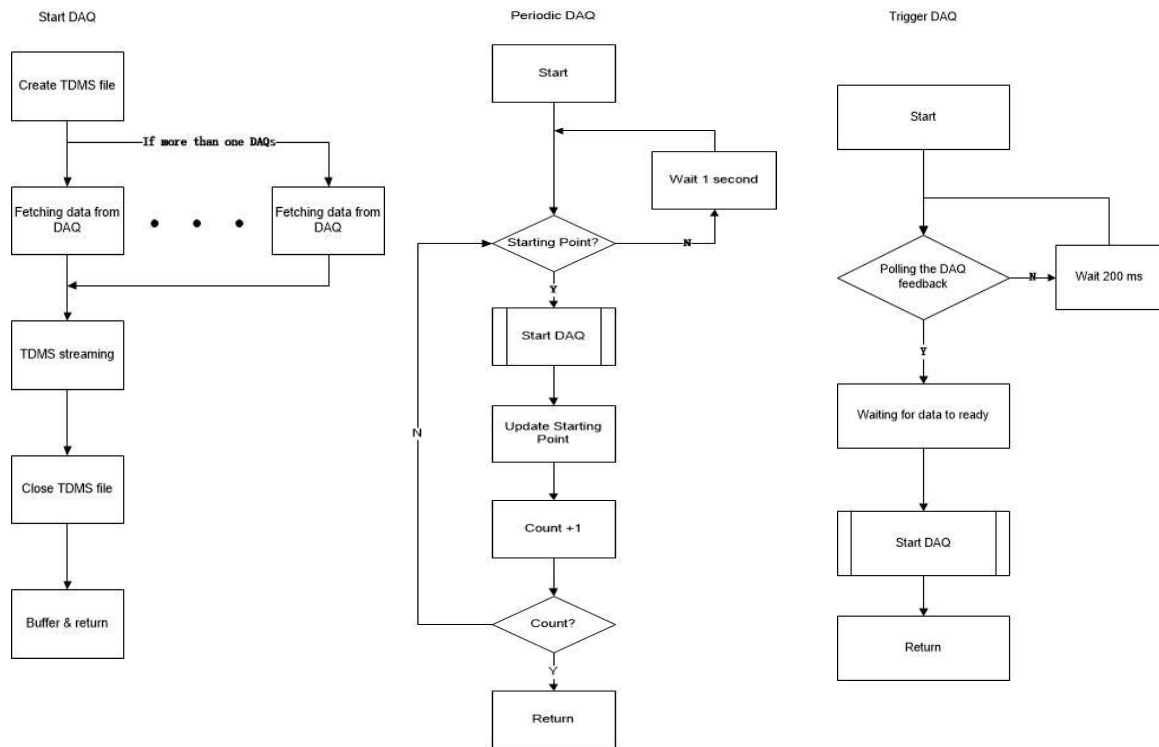 Start DAQ
Create TDMS file
If more than one DAQs
Fetching data from
DAQ
Fetching data from
DAQ
TDMS streaming
Close TDMS file
Buffer & return
Periodic DAQ
Start
Wait 1 second
Starting Point?
N
Y
Start DAQ
Update Starting
Point
N
Count +1
Count?
Y
Return
Trigger DAQ
Start
Polling the DAQ
feedback
N
Wait 200 ms
Y
Waiting for data to ready
Start DAQ
Return